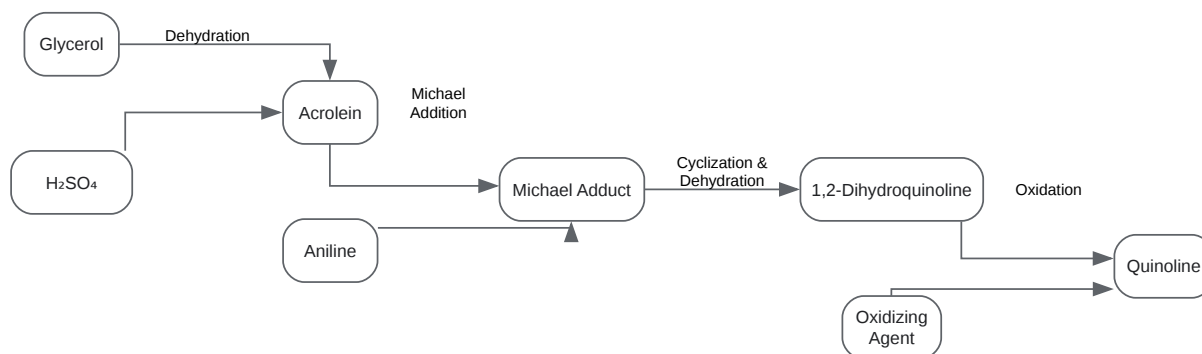 Glycerol
Dehydration
Acrolein
Michael
Addition
H₂SO₄
Aniline
Michael Adduct
Cyclization &
Dehydration
1,2-Dihydroquinoline
Oxidation
Quinoline
Oxidizing
Agent